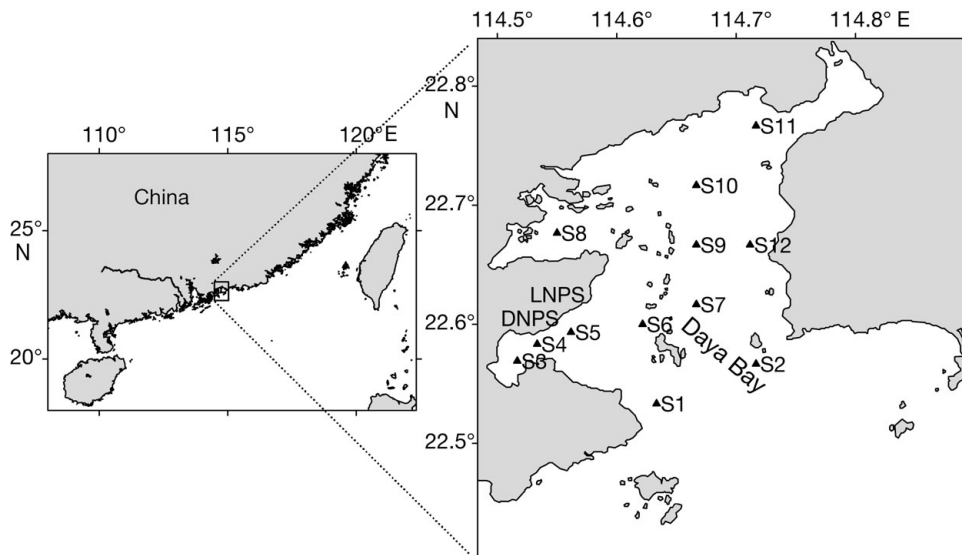 114.5°
114.6°
114.7°
114.8° E
22.8°
N
22.7°
22.6°
22.5°
110°
115°
120°E
25°
N
20°
China
S11
S10
S8
S9
S12
LNPS
DNPS
S7
S6
S5
S4
S3
Daya Bay
S2
S1